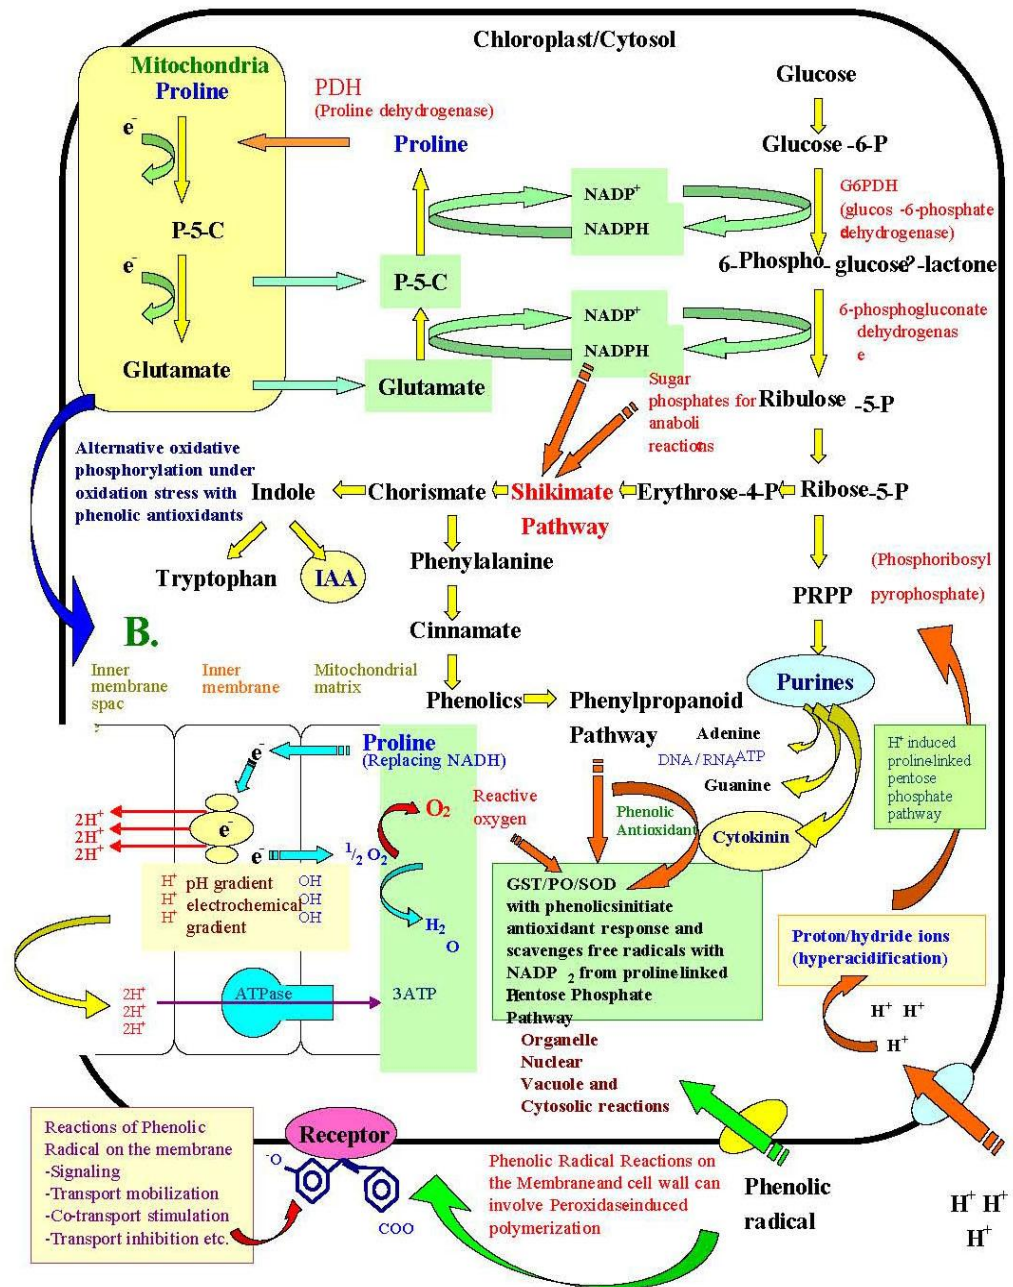 Chloroplast/Cytosol
Mitochondria
Proline
e⁻
P-5-C
e⁻
Glutamate
PDH
(Proline dehydrogenase)
Proline
P-5-C
Glutamate
NADP⁺
NADPH
NADP⁺
NADPH
Glucose
Glucose -6-P
G6PDH
(glucos -6-phosphate
dehydrogenase)
6-Phospho- glucose?-lactone
6-phosphogluconate
dehydrogenas
e
Sugar
phosphates for
anaboli
reactions
Ribulose -5-P
Alternative oxidative
phosphorylation under
oxidation stress with
phenolic antioxidants
Indole
Chorismate
Shikimate
Pathway
Erythrose-4-P
Ribose-5-P
Tryptophan
IAA
Phenylalanine
Cinnamate
Phenolics
Phenylpropanoid
Pathway
PRPP
(Phosphoribosyl
pyrophosphate)
Purines
Adenine
DNA/RNA, ATP
Guanine
Cytokinin
H⁺ induced
proline-linked
pentose
phosphate
pathway
B.
Inner
membrane
spac
e
Inner
membrane
Mitochondrial
matrix
Proline
(Replacing NADH)
e⁻
e⁻
e⁻
2H⁺
2H⁺
2H⁺
½ O₂
O₂
H₂
O
Reactive
oxygen
Phenolic
Antioxidant
H⁺ pH gradient OH
H⁺ electrochemical OH
H⁺ gradient OH
2H⁺
2H⁺
2H⁺
ATPase
3ATP
GST/PO/SOD
with phenolicsinitiate
antioxidant response and
scavenges free radicals with
NADP ₂ from prolinelinked
Pentose Phosphate
Pathway
Organelle
Nuclear
Vacuole and
Cytosolic reactions
Proton/hydride ions
(hyperacidification)
H⁺ H⁺
H⁺
Reactions of Phenolic
Radical on the membrane
-Signaling
-Transport mobilization
-Co-transport stimulation
-Transport inhibition etc.
Receptor
⁻O
COO
Phenolic Radical Reactions on
the Membraneand cell wall can
involve Peroxidaseinduced
polymerization
Phenolic
radical
H⁺ H⁺
H⁺